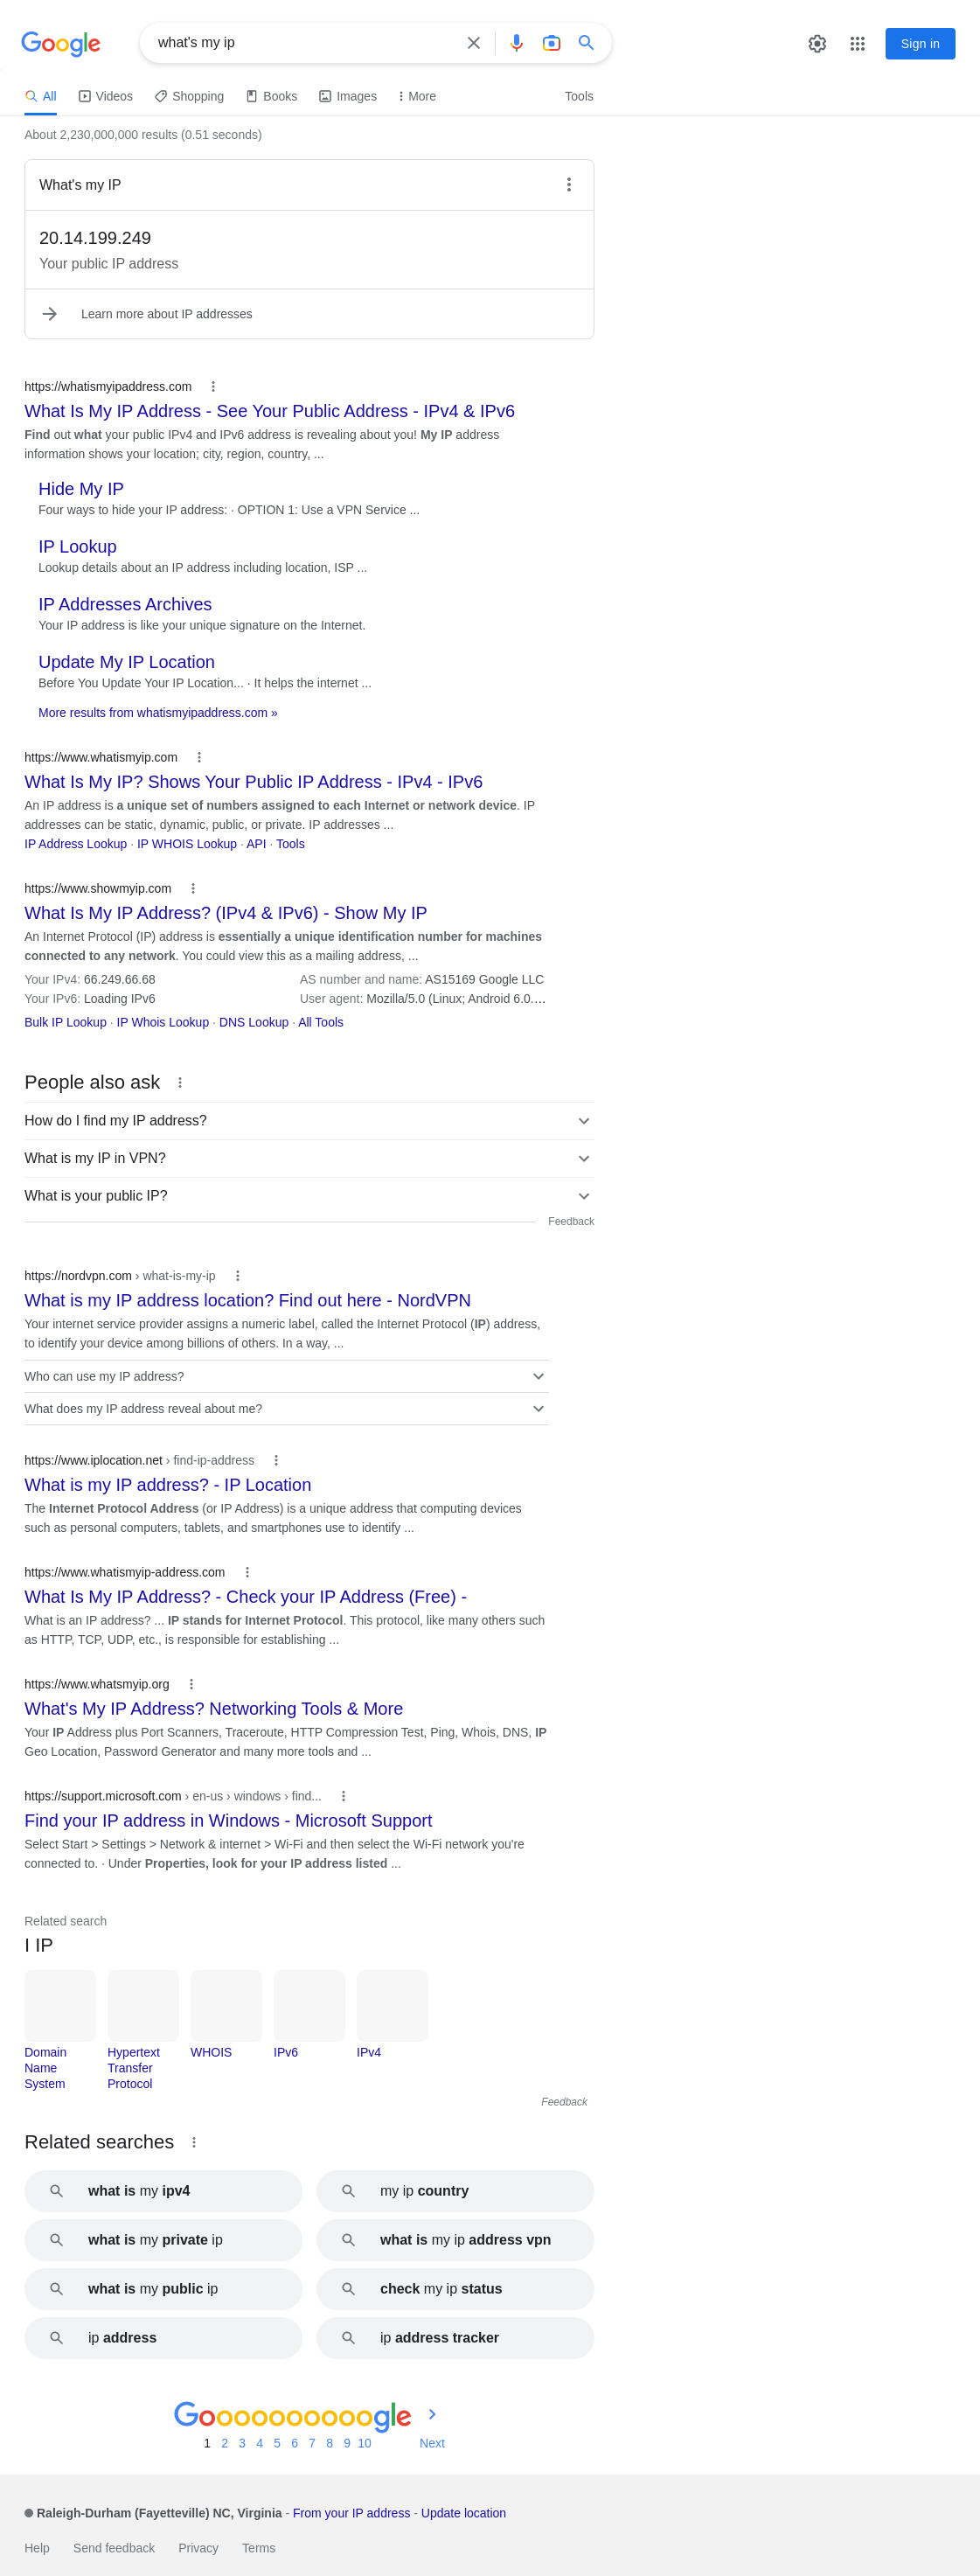 Google
what's my ip
Sign in
All Videos Shopping Books Images More Tools
About 2,230,000,000 results (0.51 seconds)
What's my IP
20.14.199.249
Your public IP address
Learn more about IP addresses
https://whatismyipaddress.com
What Is My IP Address - See Your Public Address - IPv4 & IPv6
Find out what your public IPv4 and IPv6 address is revealing about you! My IP address
information shows your location; city, region, country, ...
Hide My IP
Four ways to hide your IP address: · OPTION 1: Use a VPN Service ...
IP Lookup
Lookup details about an IP address including location, ISP ...
IP Addresses Archives
Your IP address is like your unique signature on the Internet.
Update My IP Location
Before You Update Your IP Location... · It helps the internet ...
More results from whatismyipaddress.com »
https://www.whatismyip.com
What Is My IP? Shows Your Public IP Address - IPv4 - IPv6
An IP address is a unique set of numbers assigned to each Internet or network device. IP
addresses can be static, dynamic, public, or private. IP addresses ...
IP Address Lookup · IP WHOIS Lookup · API · Tools
https://www.showmyip.com
What Is My IP Address? (IPv4 & IPv6) - Show My IP
An Internet Protocol (IP) address is essentially a unique identification number for machines
connected to any network. You could view this as a mailing address, ...
Your IPv4: 66.249.66.68 AS number and name: AS15169 Google LLC
Your IPv6: Loading IPv6 User agent: Mozilla/5.0 (Linux; Android 6.0....
Bulk IP Lookup · IP Whois Lookup · DNS Lookup · All Tools
People also ask
How do I find my IP address?
What is my IP in VPN?
What is your public IP?
Feedback
https://nordvpn.com › what-is-my-ip
What is my IP address location? Find out here - NordVPN
Your internet service provider assigns a numeric label, called the Internet Protocol (IP) address,
to identify your device among billions of others. In a way, ...
Who can use my IP address?
What does my IP address reveal about me?
https://www.iplocation.net › find-ip-address
What is my IP address? - IP Location
The Internet Protocol Address (or IP Address) is a unique address that computing devices
such as personal computers, tablets, and smartphones use to identify ...
https://www.whatismyip-address.com
What Is My IP Address? - Check your IP Address (Free) -
What is an IP address? ... IP stands for Internet Protocol. This protocol, like many others such
as HTTP, TCP, UDP, etc., is responsible for establishing ...
https://www.whatsmyip.org
What's My IP Address? Networking Tools & More
Your IP Address plus Port Scanners, Traceroute, HTTP Compression Test, Ping, Whois, DNS, IP
Geo Location, Password Generator and many more tools and ...
https://support.microsoft.com › en-us › windows › find...
Find your IP address in Windows - Microsoft Support
Select Start > Settings > Network & internet > Wi-Fi and then select the Wi-Fi network you're
connected to. · Under Properties, look for your IP address listed ...
Related search
I IP
Domain Hypertext WHOIS IPv6 IPv4
Name Transfer
System Protocol
Feedback
Related searches
what is my ipv4 my ip country
what is my private ip what is my ip address vpn
what is my public ip check my ip status
ip address ip address tracker
Goooooooooogle
1 2 3 4 5 6 7 8 9 10 Next
Raleigh-Durham (Fayetteville) NC, Virginia - From your IP address - Update location
Help Send feedback Privacy Terms